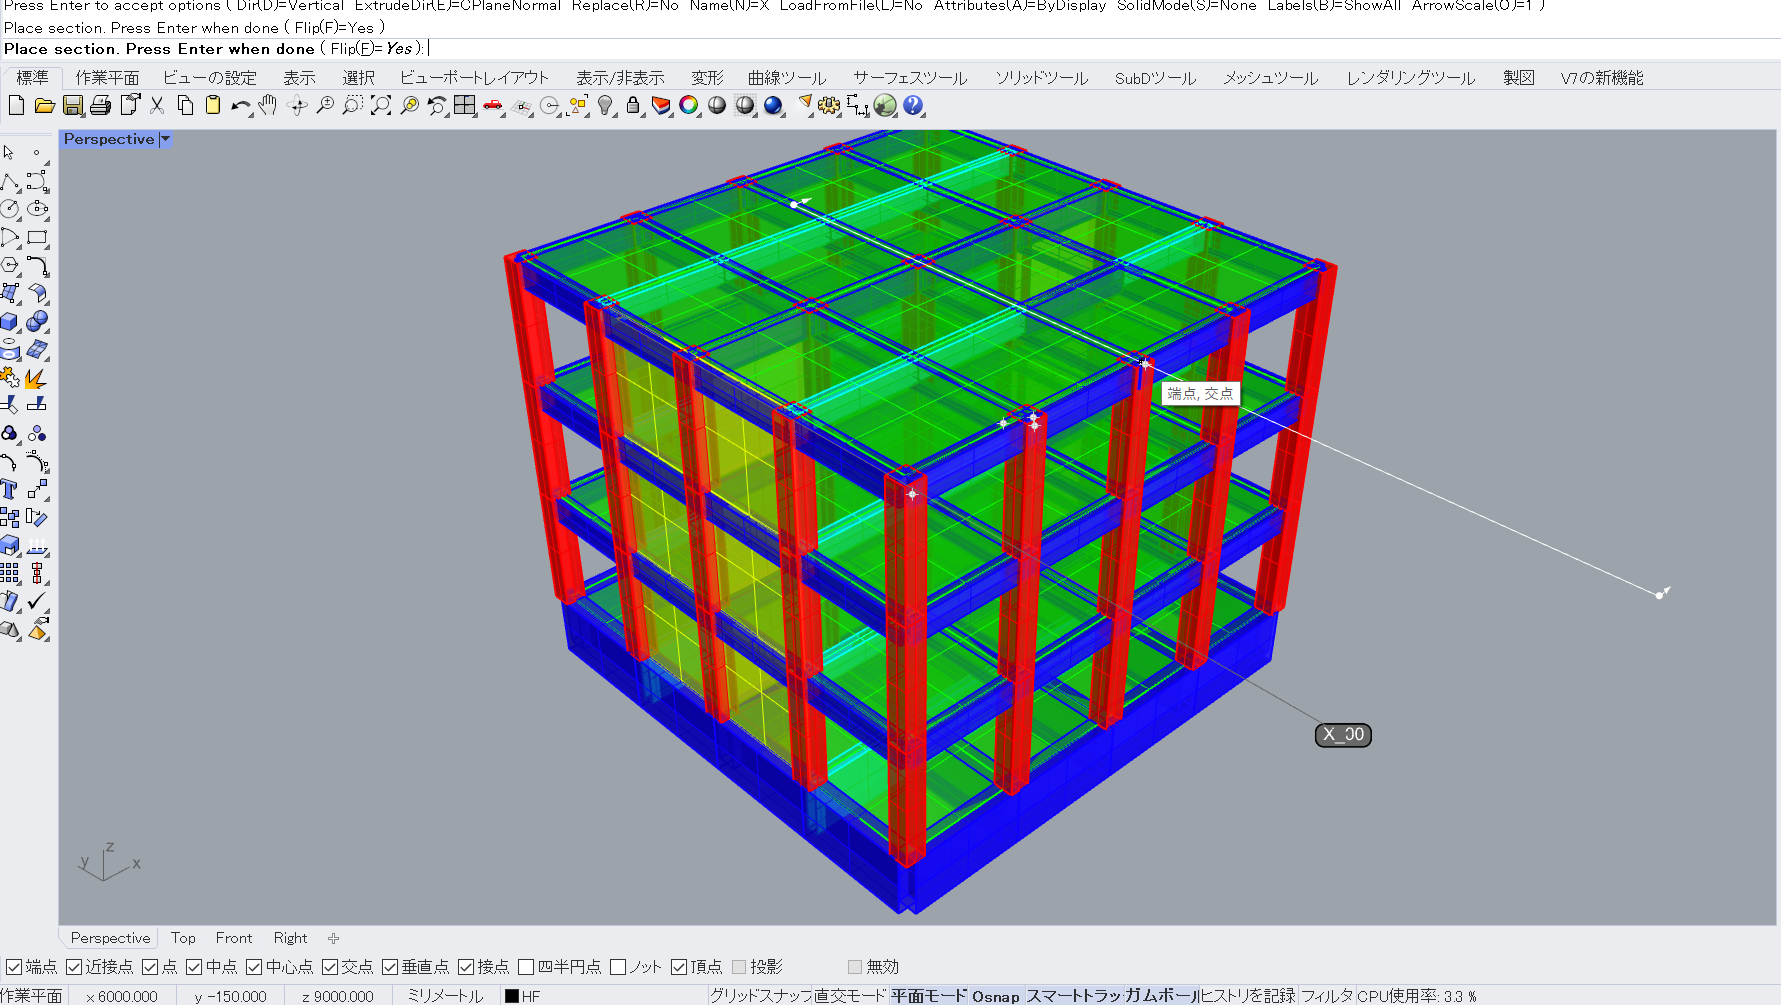 Press Enter to accept options ( Dir(D)=Vertical ExtrudeDir(E)=CPlaneNormal Replace(R)=No Name(N)=X LoadFromFile(L)=No Attributes(A)=ByDisplay SolidMode(S)=None Labels(B)=ShowAll ArrowScale(O)=1 )
Place section. Press Enter when done ( Flip(F)=Yes )
Place section. Press Enter when done ( Flip(F)=Yes ):
標準 作業平面 ビューの設定 表示 選択 ビューポートレイアウト 表示/非表示 変形 曲線ツール サーフェスツール ソリッドツール SubDツール メッシュツール レンダリングツール 製図 V7の新機能
Perspective
端点, 交点
X_00
z
y
x
Perspective Top Front Right
端点 近接点 点 中点 中心点 交点 垂直点 接点 四半円点 ノット 頂点 投影 無効
作業平面 x 6000.000 y -150.000 z 9000.000 ミリメートル HF グリッドスナップ 直交モード 平面モード Osnap スマートトラッ ガムボール ヒストリを記録 フィルタ CPU使用率: 3.3 %